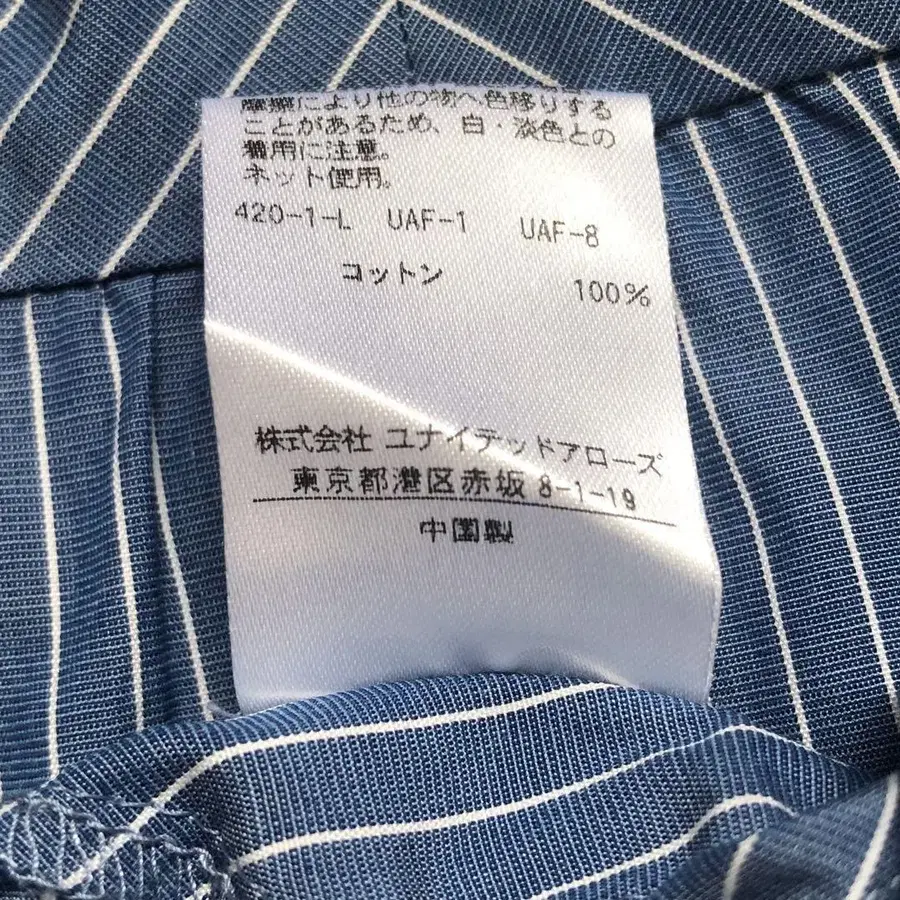 摩擦により他の物へ色移りする
ことがあるため、白・淡色との
着用に注意。
ネット使用。
420-1-L UAF-1 UAF-8
コットン 100%
株式会社 ユナイテッドアローズ
東京都港区赤坂 8-1-19
中国製